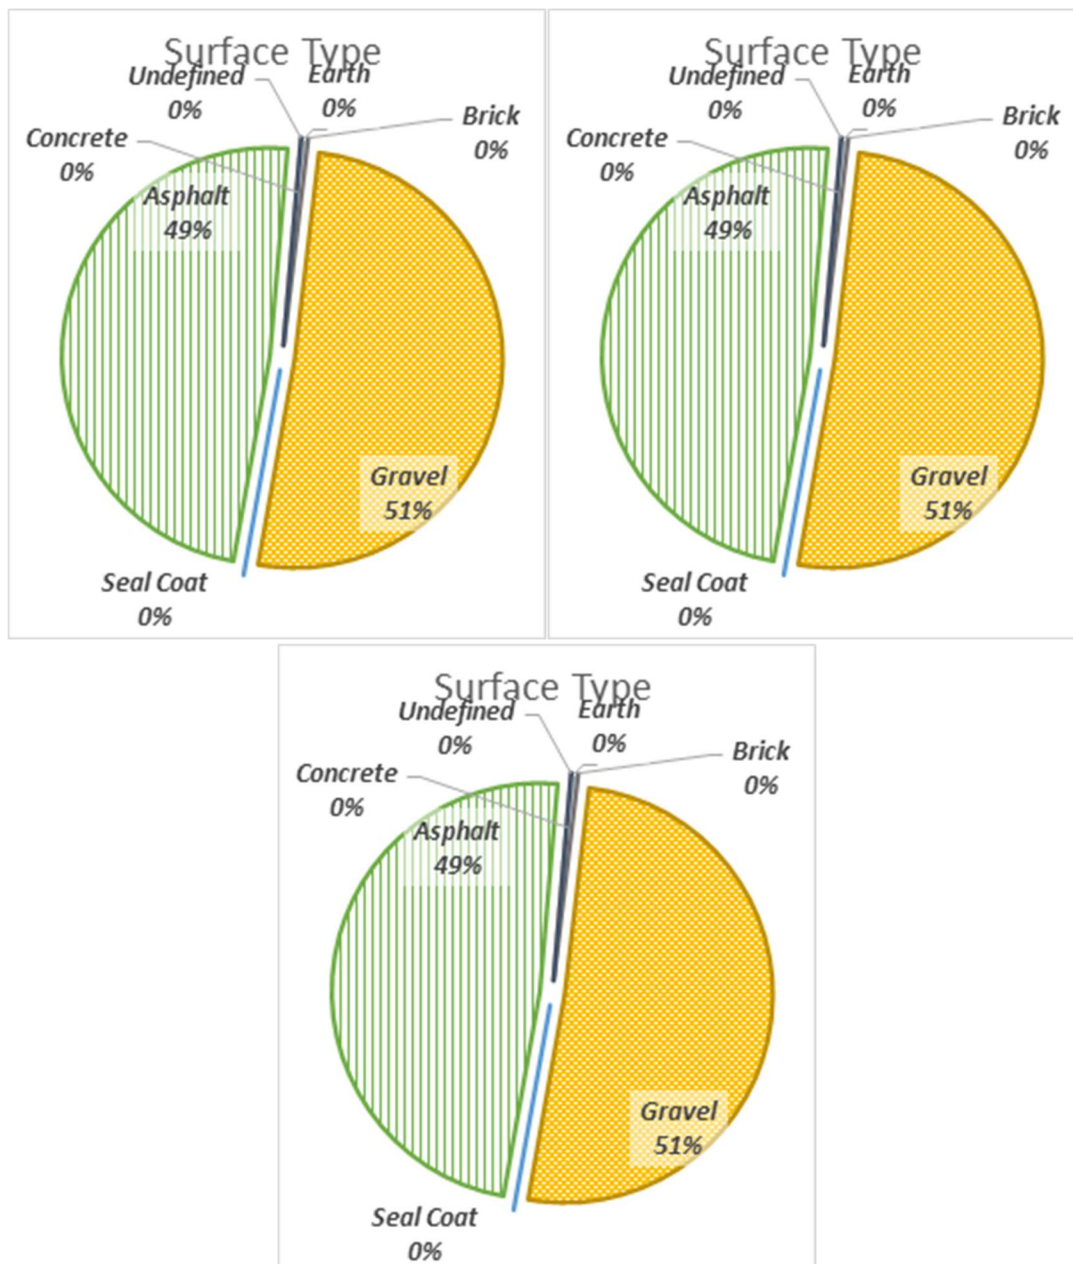 Surface Type
Undefined
0%
Earth
0%
Brick
0%
Concrete
0%
Asphalt
49%
Gravel
51%
Seal Coat
0%
Surface Type
Undefined
0%
Earth
0%
Brick
0%
Concrete
0%
Asphalt
49%
Gravel
51%
Seal Coat
0%
Surface Type
Undefined
0%
Earth
0%
Brick
0%
Concrete
0%
Asphalt
49%
Gravel
51%
Seal Coat
0%